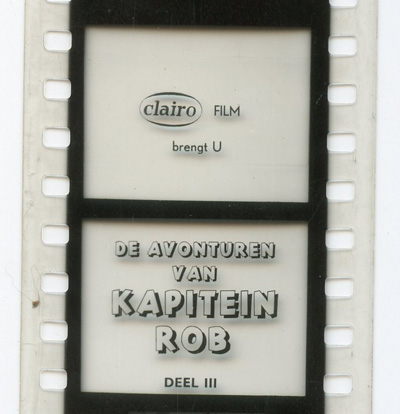 clairo FILM
brengt U
DE AVONTUREN
VAN
KAPITEIN
ROB
DEEL III